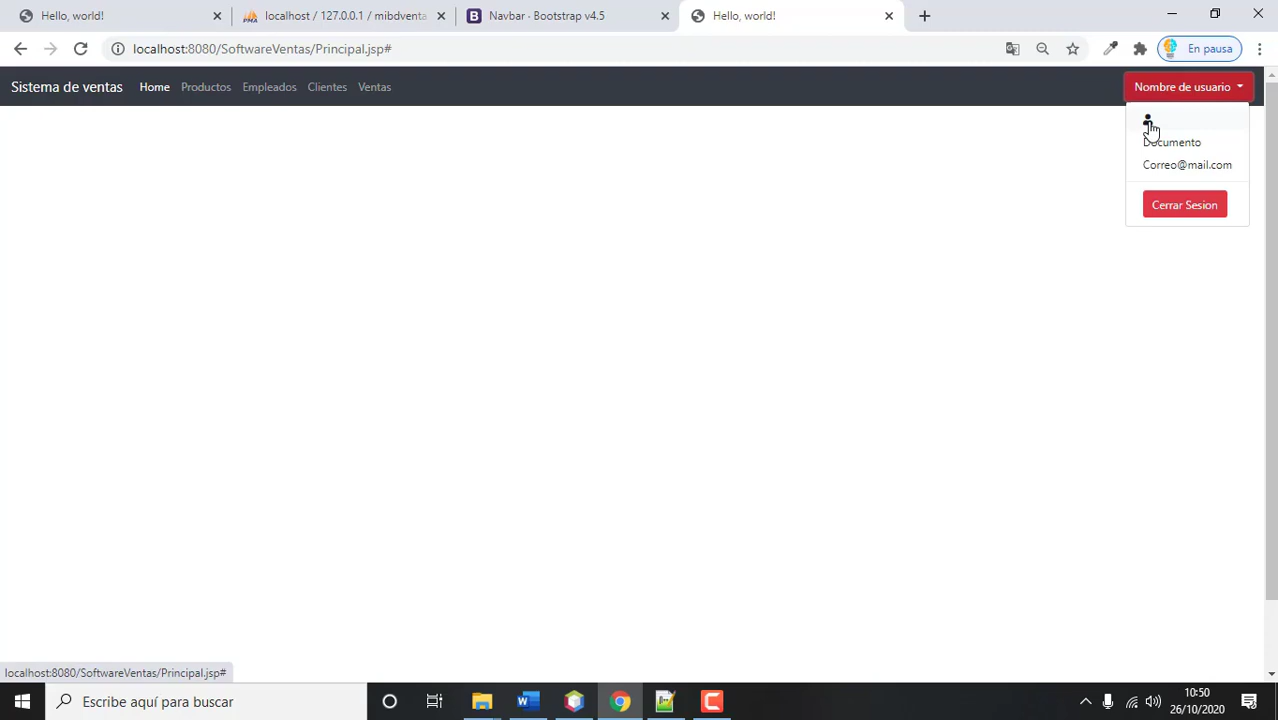 Hello, world!
localhost / 127.0.0.1 / mibdventa
Navbar · Bootstrap v4.5
Hello, world!
localhost:8080/SoftwareVentas/Principal.jsp#
En pausa
Sistema de ventas
Home
Productos
Empleados
Clientes
Ventas
Nombre de usuario
Documento
Correo@mail.com
Cerrar Sesion
localhost:8080/SoftwareVentas/Principal.jsp#
Escribe aquí para buscar
10:50
26/10/2020